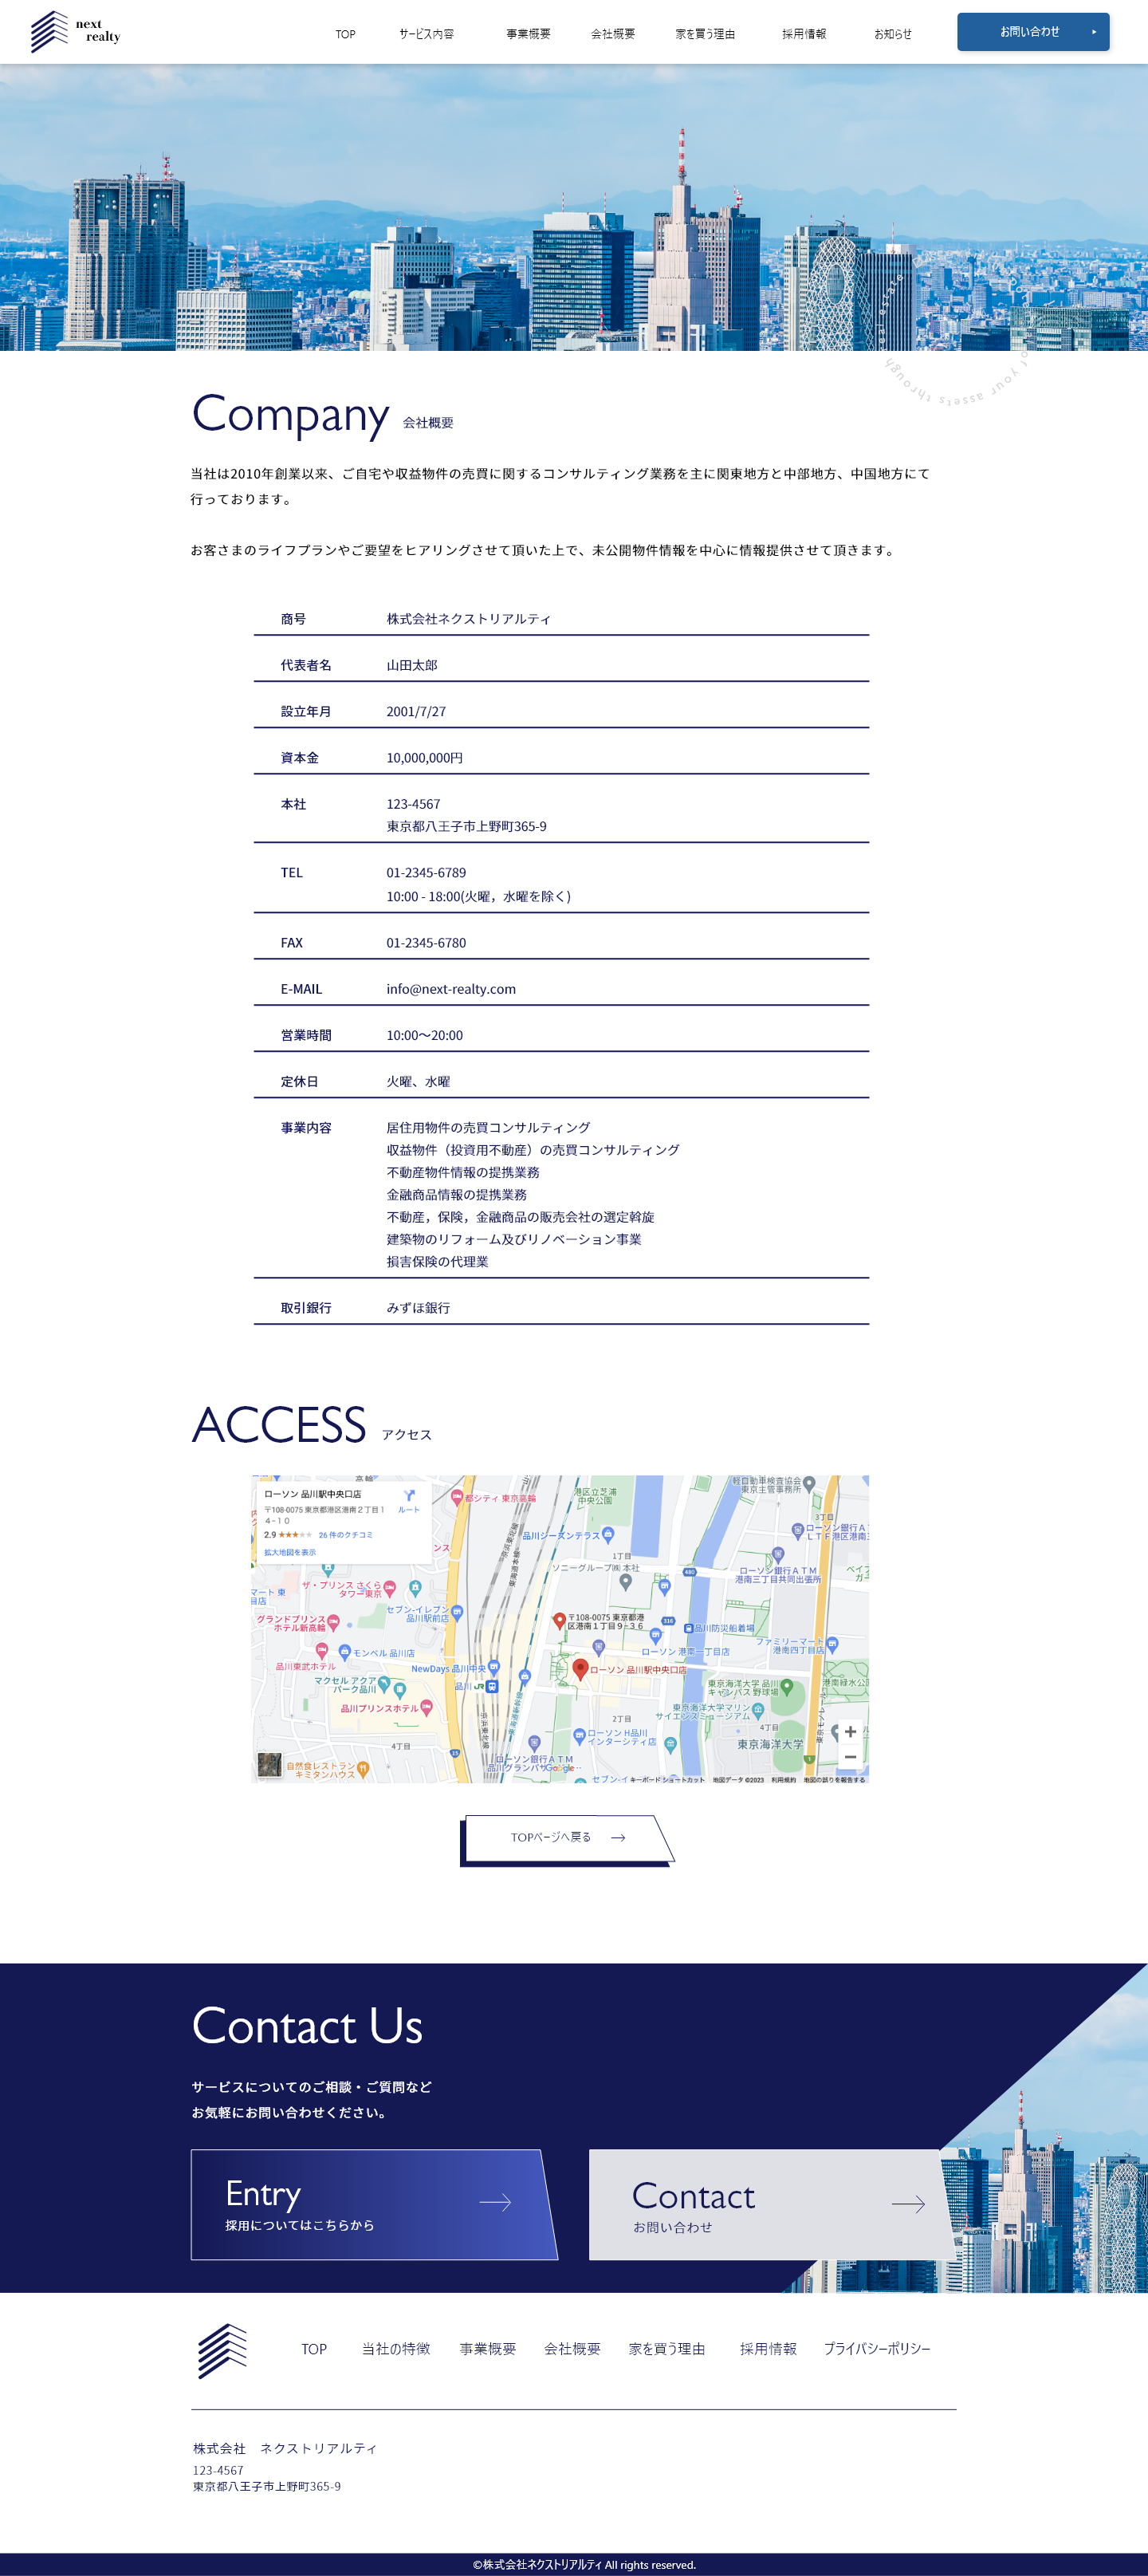 next
realty
TOP サービス内容 事業概要 会社概要 家を買う理由 採用情報 お知らせ お問い合わせ
of your assets through
Company 会社概要
当社は2010年創業以来、ご自宅や収益物件の売買に関するコンサルティング業務を主に関東地方と中部地方、中国地方にて
行っております。
お客さまのライフプランやご要望をヒアリングさせて頂いた上で、未公開物件情報を中心に情報提供させて頂きます。
商号 株式会社ネクストリアルティ
代表者名 山田太郎
設立年月 2001/7/27
資本金 10,000,000円
本社 123-4567
東京都八王子市上野町365-9
TEL 01-2345-6789
10:00 - 18:00(火曜，水曜を除く)
FAX 01-2345-6780
E-MAIL info@next-realty.com
営業時間 10:00〜20:00
定休日 火曜、水曜
事業内容 居住用物件の売買コンサルティング
収益物件（投資用不動産）の売買コンサルティング
不動産物件情報の提携業務
金融商品情報の提携業務
不動産，保険，金融商品の販売会社の選定斡旋
建築物のリフォーム及びリノベーション事業
損害保険の代理業
取引銀行 みずほ銀行
ACCESS アクセス
ローソン 品川駅中央口店
〒108-0075 東京都港区港南２丁目１
４−１０
ルート
2.9 ★★★★★ 26 件のクチコミ
拡大地図を表示
都シティ 東京高輪
港区立芝浦
中央公園
軽自動車検査協会
東京主管事務所
3丁目
品川シーズンテラス
ローソン銀行ＡＴ
ＬＴＦ港区港南三
京浜東北線
東海道本線
1丁目
ソニーグループ㈱ 本社
480
ローソン銀行ＡＴＭ
港南三丁目共同出張所
ザ・プリンス さくら
タワー東京
セブン-イレブン
品川駅前店
グランドプリンス
ホテル新高輪
〒108-0075 東京都港
区港南１丁目９−３６
316
品川防災船着場
モンベル 品川店
ローソン 港南一丁目店
ファミリーマート
港南四丁目店
品川東武ホテル
NewDays 品川中央
ローソン 品川駅中央口店
マクセル アクア
パーク品川
品川 JR
東京海洋大学 品川
キャンパス 野球場
港南緑水公
品川プリンスホテル
東京海洋大学マリン
サイエンスミュージアム
2丁目
4丁目
4丁目
15
ローソン H品川
インターシティ店
東京海洋大学
ローソン銀行ＡＴＭ
品川グランパサ
自然食レストラン
キミタンハウス
Google
キーボード ショートカット 地図データ ©2023 利用規約 地図の誤りを報告する
TOPページへ戻る
Contact Us
サービスについてのご相談・ご質問など
お気軽にお問い合わせください。
Entry
採用についてはこちらから
Contact
お問い合わせ
TOP 当社の特徴 事業概要 会社概要 家を買う理由 採用情報 プライバシーポリシー
株式会社　ネクストリアルティ
123-4567
東京都八王子市上野町365-9
©株式会社ネクストリアルティ All rights reserved.